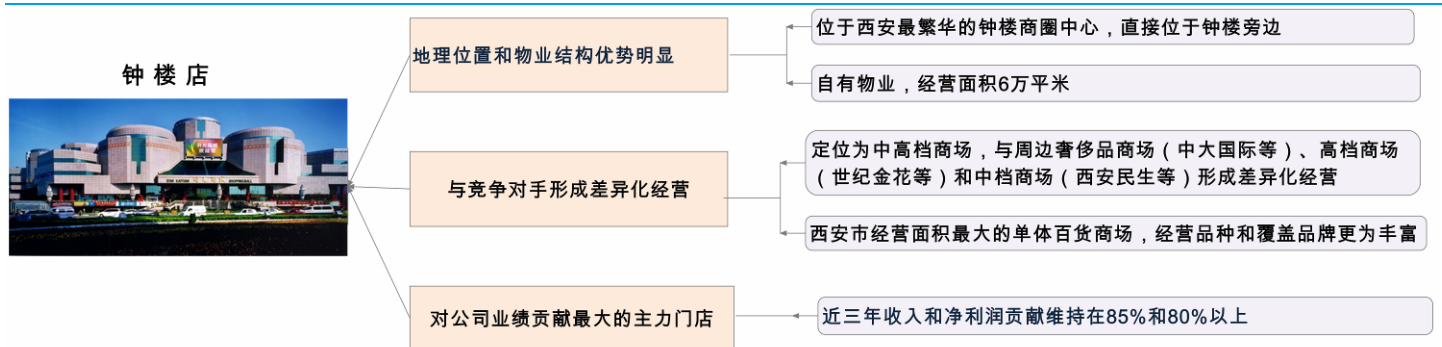 钟楼店
地理位置和物业结构优势明显
位于西安最繁华的钟楼商圈中心，直接位于钟楼旁边
自有物业，经营面积6万平米
与竞争对手形成差异化经营
定位为中高档商场，与周边奢侈品商场（中大国际等）、高档商场
（世纪金花等）和中档商场（西安民生等）形成差异化经营
西安市经营面积最大的单体百货商场，经营品种和覆盖品牌更为丰富
对公司业绩贡献最大的主力门店
近三年收入和净利润贡献维持在85%和80%以上